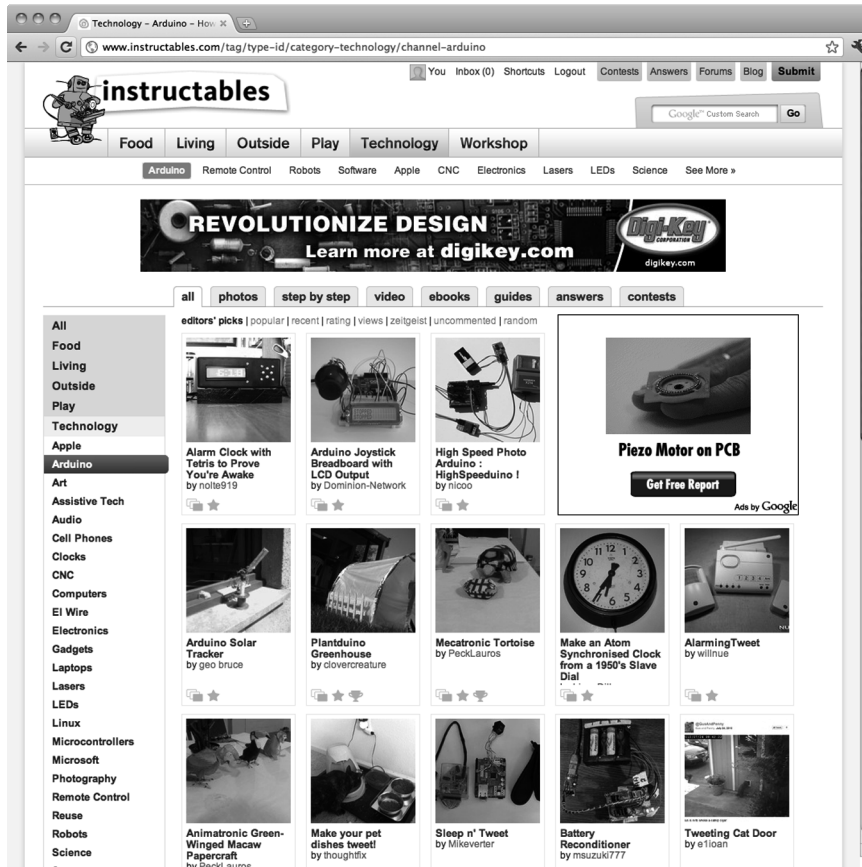 Technology – Arduino – How
www.instructables.com/tag/type-id/category-technology/channel-arduino
You Inbox (0) Shortcuts Logout Contests Answers Forums Blog Submit
instructables
Google™ Custom Search Go
Food Living Outside Play Technology Workshop
Arduino Remote Control Robots Software Apple CNC Electronics Lasers LEDs Science See More »
REVOLUTIONIZE DESIGN
Learn more at digikey.com
Digi-Key
CORPORATION
digikey.com
all photos step by step video ebooks guides answers contests
All
Food
Living
Outside
Play
Technology
Apple
Arduino
Art
Assistive Tech
Audio
Cell Phones
Clocks
CNC
Computers
El Wire
Electronics
Gadgets
Laptops
Lasers
LEDs
Linux
Microcontrollers
Microsoft
Photography
Remote Control
Reuse
Robots
Science
editors' picks | popular | recent | rating | views | zeitgeist | uncommented | random
Alarm Clock with
Tetris to Prove
You're Awake
by nolte919
Arduino Joystick
Breadboard with
LCD Output
by Dominion-Network
High Speed Photo
Arduino :
HighSpeeduino !
by nicoo
Piezo Motor on PCB
Get Free Report
Ads by Google
Arduino Solar
Tracker
by geo bruce
Plantduino
Greenhouse
by clovercreature
Mecatronic Tortoise
by PeckLauros
Make an Atom
Synchronised Clock
from a 1950's Slave
Dial
AlarmingTweet
by willnue
Animatronic Green-
Winged Macaw
Papercraft
by PeckLauros
Make your pet
dishes tweet!
by thoughtfix
Sleep n' Tweet
by Mikeverter
Battery
Reconditioner
by msuzuki777
Tweeting Cat Door
by e1ioan